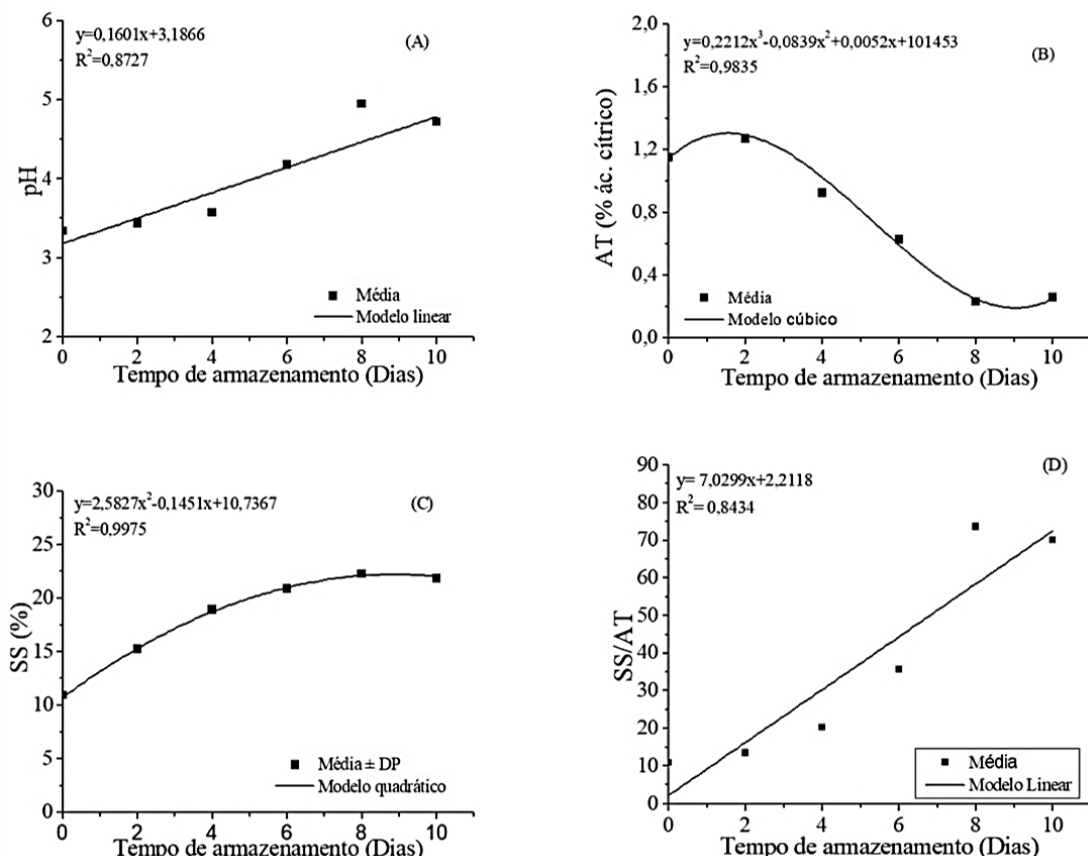 y=0,1601x+3,1866
R²=0,8727
(A)
6
5
4
3
2
pH
Média
Modelo linear
0 2 4 6 8 10
Tempo de armazenamento (Dias)
2,0
1,6
1,2
0,8
0,4
0,0
AT (% ác. cítrico)
y=0,2212x³-0,0839x²+0,0052x+101453
R²=0,9835
(B)
Média
Modelo cúbico
0 2 4 6 8 10
Tempo de armazenamento (Dias)
30
25
20
15
10
5
0
SS (%)
y=2,5827x²-0,1451x+10,7367
R²=0,9975
(C)
Média ± DP
Modelo quadrático
0 2 4 6 8 10
Tempo de armazenamento (Dias)
90
80
70
60
50
40
30
20
10
0
SS/AT
y= 7,0299x+2,2118
R²= 0,8434
(D)
Média
Modelo Linear
0 2 4 6 8 10
Tempo de armazenamento (Dias)